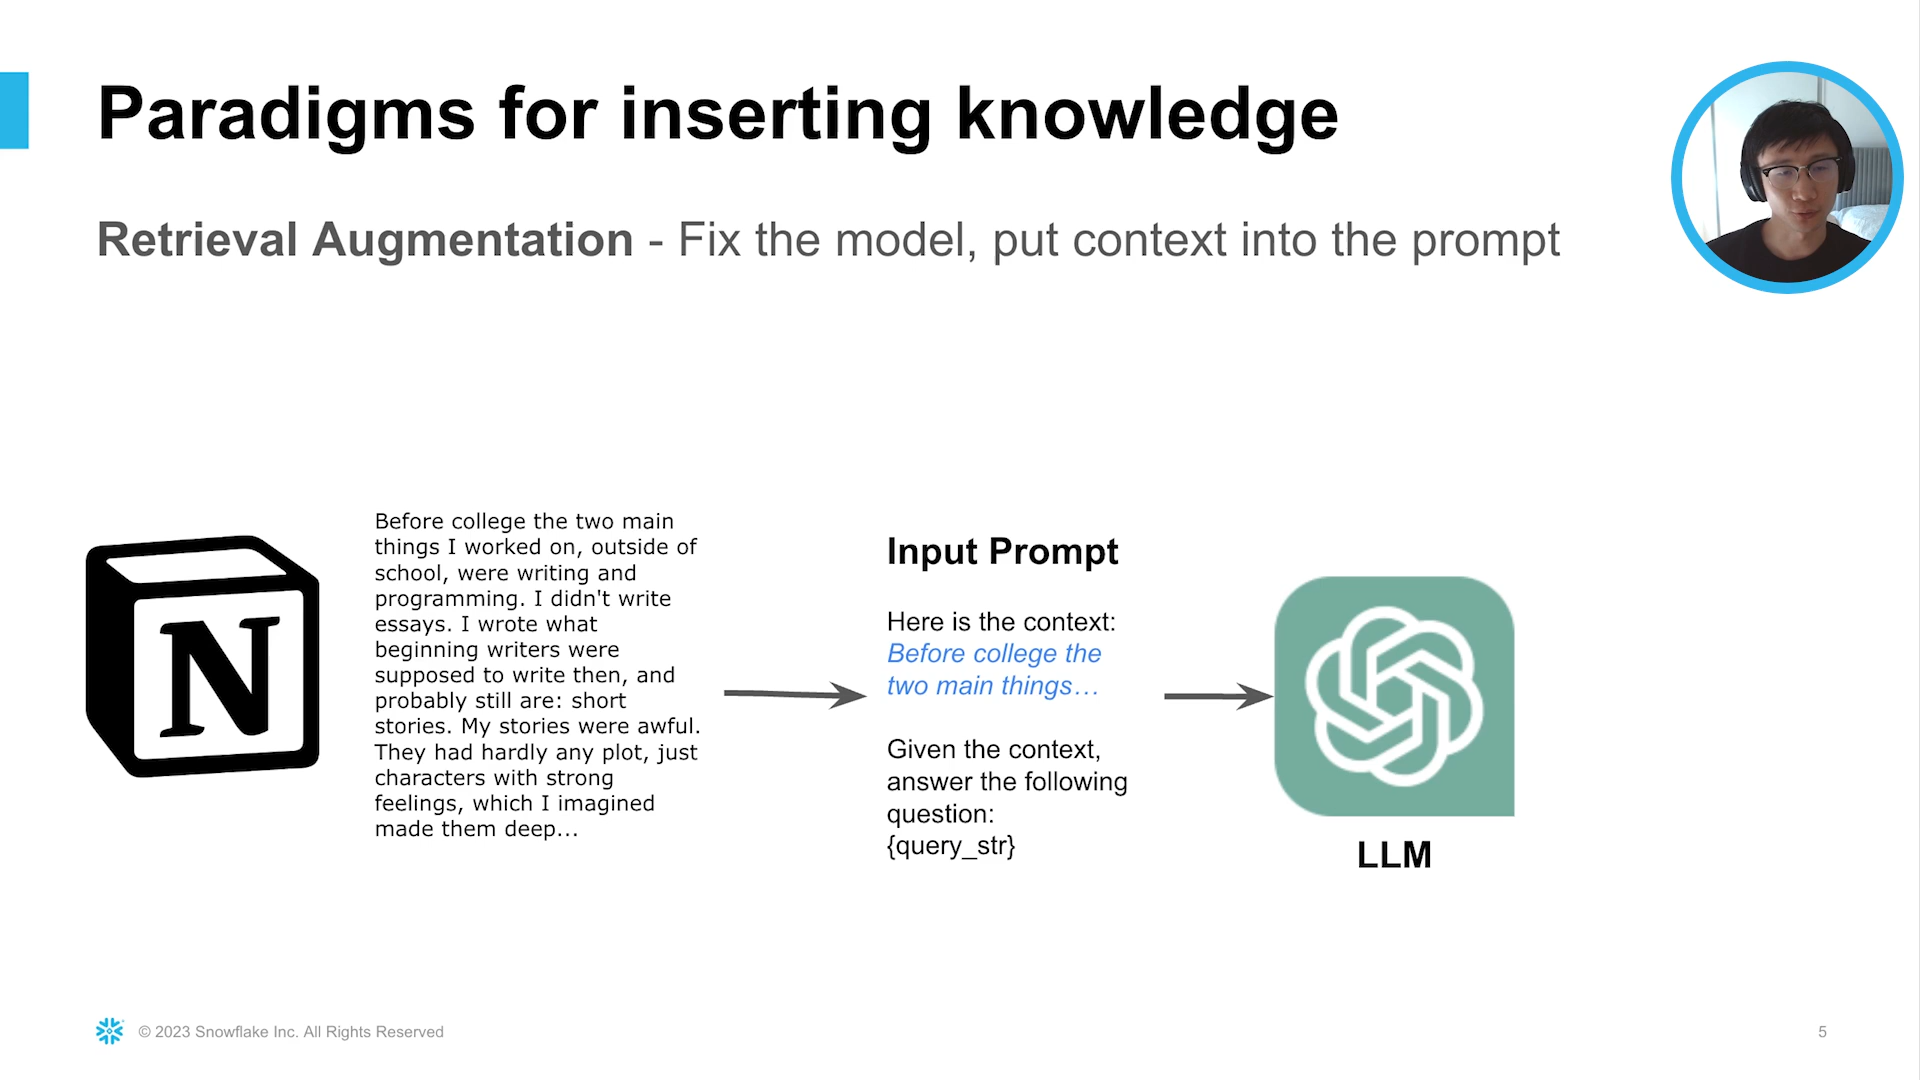 Paradigms for inserting knowledge
Retrieval Augmentation - Fix the model, put context into the prompt
N
Before college the two main
things I worked on, outside of
school, were writing and
programming. I didn't write
essays. I wrote what
beginning writers were
supposed to write then, and
probably still are: short
stories. My stories were awful.
They had hardly any plot, just
characters with strong
feelings, which I imagined
made them deep...
Input Prompt
Here is the context:
Before college the
two main things…
Given the context,
answer the following
question:
{query_str}
LLM
© 2023 Snowflake Inc. All Rights Reserved
5